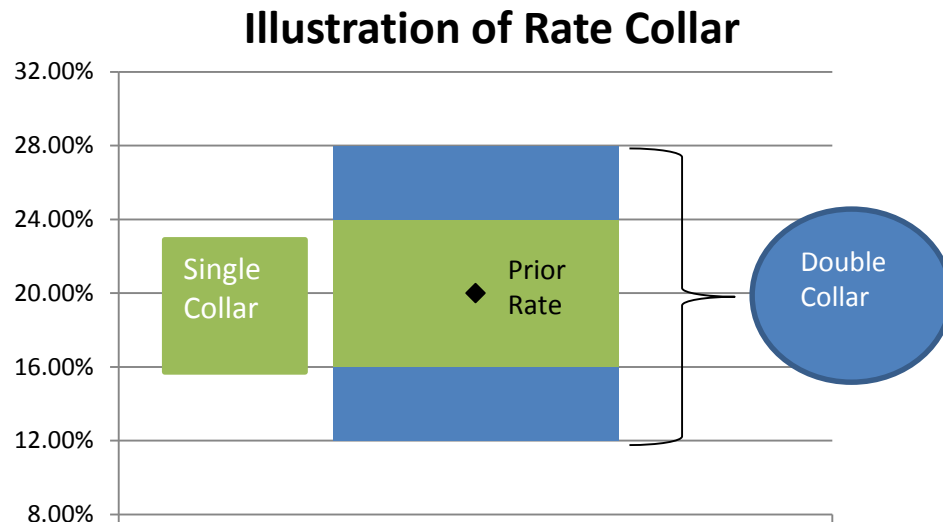 Illustration of Rate Collar
32.00%
28.00%
24.00%
20.00%
16.00%
12.00%
8.00%
Single
Collar
Prior
Rate
Double
Collar